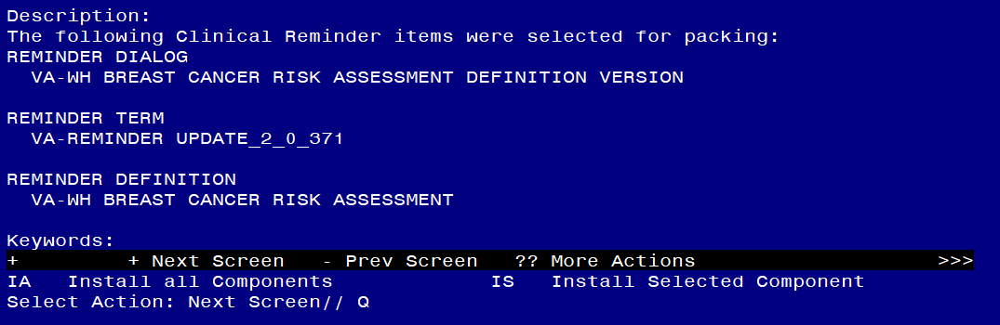 Description:
The following Clinical Reminder items were selected for packing:
REMINDER DIALOG
VA-WH BREAST CANCER RISK ASSESSMENT DEFINITION VERSION
REMINDER TERM
VA-REMINDER UPDATE_2_0_371
REMINDER DEFINITION
VA-WH BREAST CANCER RISK ASSESSMENT
Keywords:
+ + Next Screen - Prev Screen ?? More Actions >>>
IA Install all Components IS Install Selected Component
Select Action: Next Screen// Q